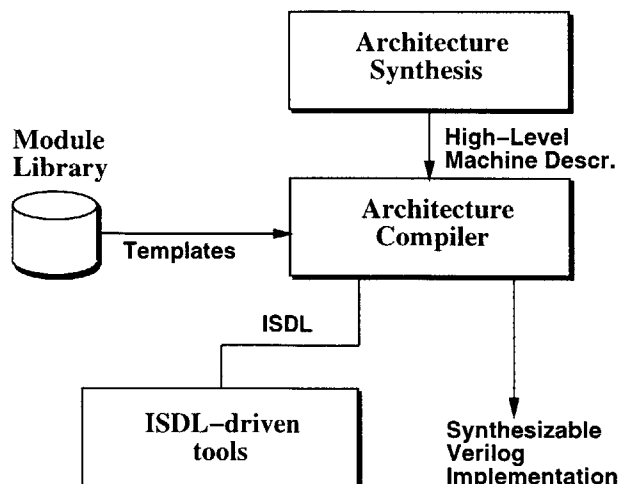 Architecture
Synthesis
High–Level
Machine Descr.
Module
Library
Templates
Architecture
Compiler
ISDL
ISDL–driven
tools
Synthesizable
Verilog
Implementation